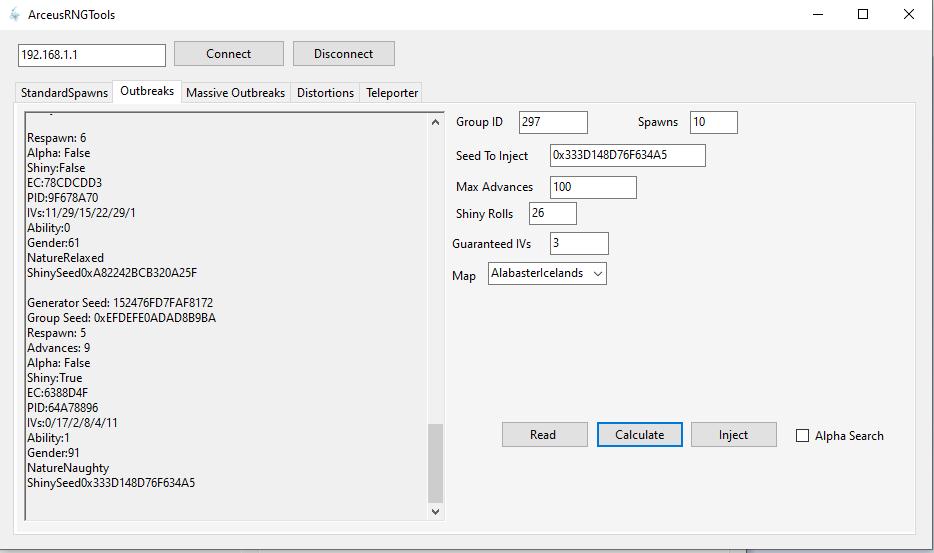 ArceusRNGTools
192.168.1.1 Connect Disconnect
StandardSpawns Outbreaks Massive Outbreaks Distortions Teleporter
Respawn: 6
Alpha: False
Shiny:False
EC:78CDCDD3
PID:9F678A70
IVs:11/29/15/22/29/1
Ability:0
Gender:61
NatureRelaxed
ShinySeed0xA82242BCB320A25F
Generator Seed: 152476FD7FAF8172
Group Seed: 0xEFDEFE0ADAD8B9BA
Respawn: 5
Advances: 9
Alpha: False
Shiny:True
EC:6388D4F
PID:64A78896
IVs:0/17/2/8/4/11
Ability:1
Gender:91
NatureNaughty
ShinySeed0x333D148D76F634A5
Group ID 297 Spawns 10
Seed To Inject 0x333D148D76F634A5
Max Advances 100
Shiny Rolls 26
Guaranteed IVs 3
Map AlabasterIcelands
Read Calculate Inject Alpha Search